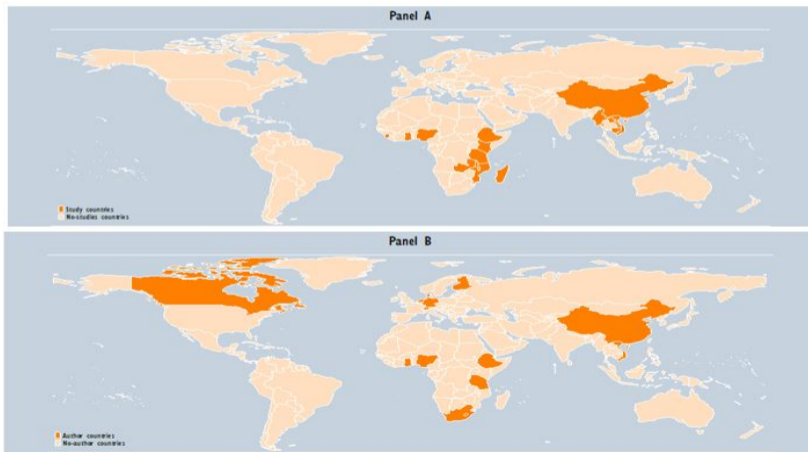 Panel A
Study countries
No-studies countries
Panel B
Author countries
No-author countries